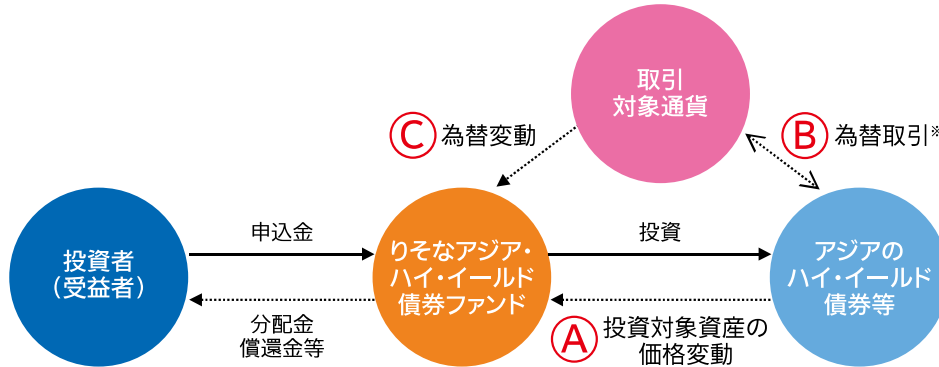 取引
対象通貨
C 為替変動
B 為替取引※
投資者
（受益者）
申込金
分配金
償還金等
りそなアジア・
ハイ・イールド
債券ファンド
投資
A 投資対象資産の
価格変動
アジアの
ハイ・イールド
債券等